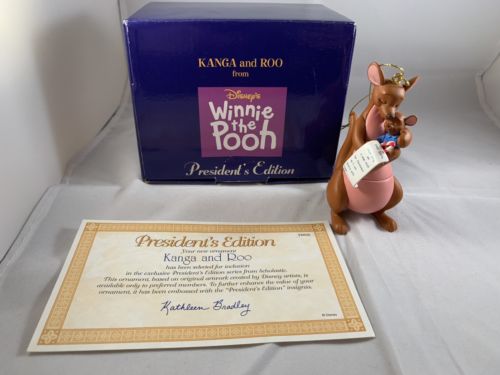 KANGA and ROO
from
DISNEY'S
Winnie
the
Pooh
President's Edition
President's Edition
Your new ornament
Kanga and Roo
has been selected for inclusion
in the exclusive President's Edition series from Scholastic.
This ornament, based on original artwork created by Disney artists, is
available only to preferred members. To further enhance the value of your
ornament, it has been embossed with the "President's Edition" insignia.
Kathleen Bradley
© Disney